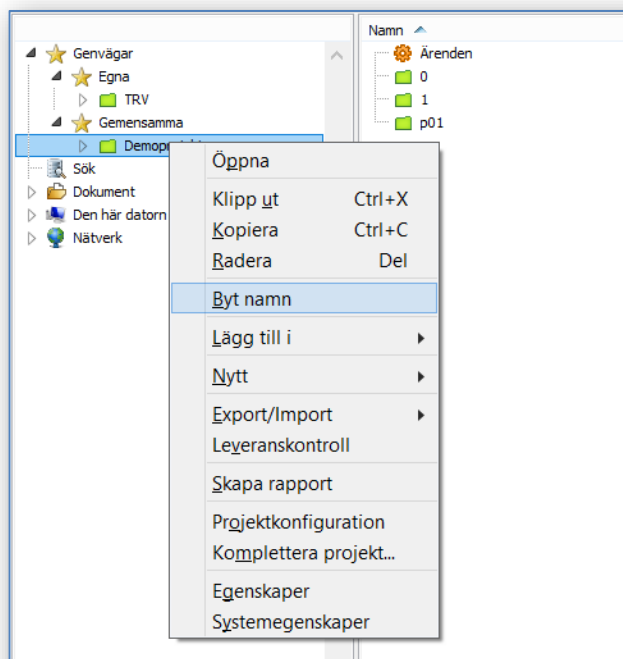 Namn
Genvägar
Egna
TRV
Gemensamma
Sök
Dokument
Den här datorn
Nätverk
Ärenden
0
1
p01
Öppna
Klipp ut Ctrl+X
Kopiera Ctrl+C
Radera Del
Byt namn
Lägg till i
Nytt
Export/Import
Leveranskontroll
Skapa rapport
Projektkonfiguration
Komplettera projekt...
Egenskaper
Systemegenskaper